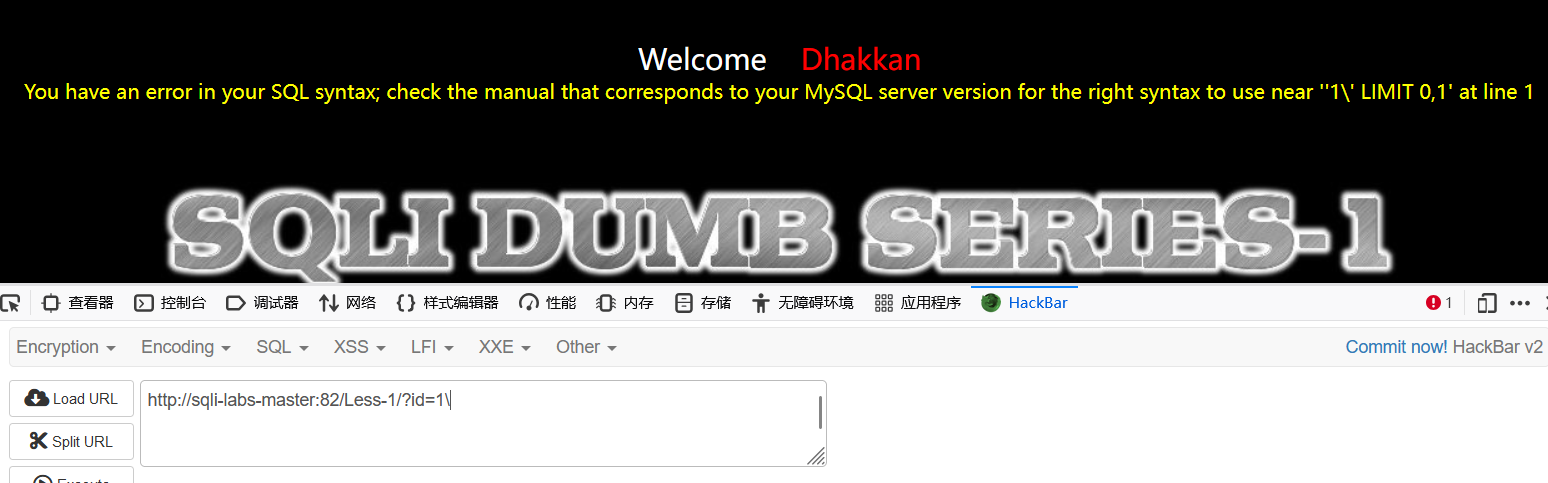 Welcome Dhakkan
You have an error in your SQL syntax; check the manual that corresponds to your MySQL server version for the right syntax to use near ''1\' LIMIT 0,1' at line 1
SQLI DUMB SERIES-1
查看器 控制台 调试器 网络 样式编辑器 性能 内存 存储 无障碍环境 应用程序 HackBar 1
Encryption Encoding SQL XSS LFI XXE Other Commit now! HackBar v2
Load URL http://sqli-labs-master:82/Less-1/?id=1\
Split URL
Execute